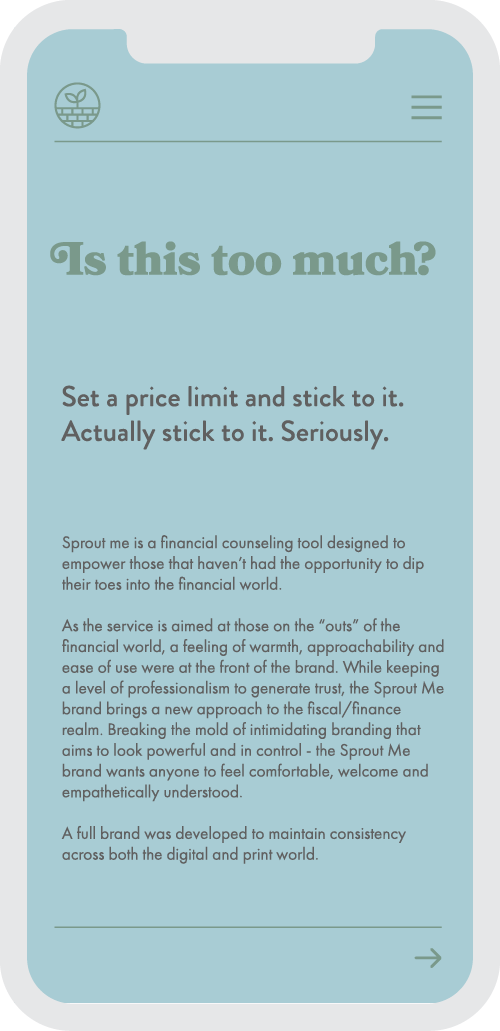 Is this too much?
Set a price limit and stick to it.
Actually stick to it. Seriously.
Sprout me is a financial counseling tool designed to
empower those that haven’t had the opportunity to dip
their toes into the financial world.
As the service is aimed at those on the “outs” of the
financial world, a feeling of warmth, approachability and
ease of use were at the front of the brand. While keeping
a level of professionalism to generate trust, the Sprout Me
brand brings a new approach to the fiscal/finance
realm. Breaking the mold of intimidating branding that
aims to look powerful and in control - the Sprout Me
brand wants anyone to feel comfortable, welcome and
empathetically understood.
A full brand was developed to maintain consistency
across both the digital and print world.